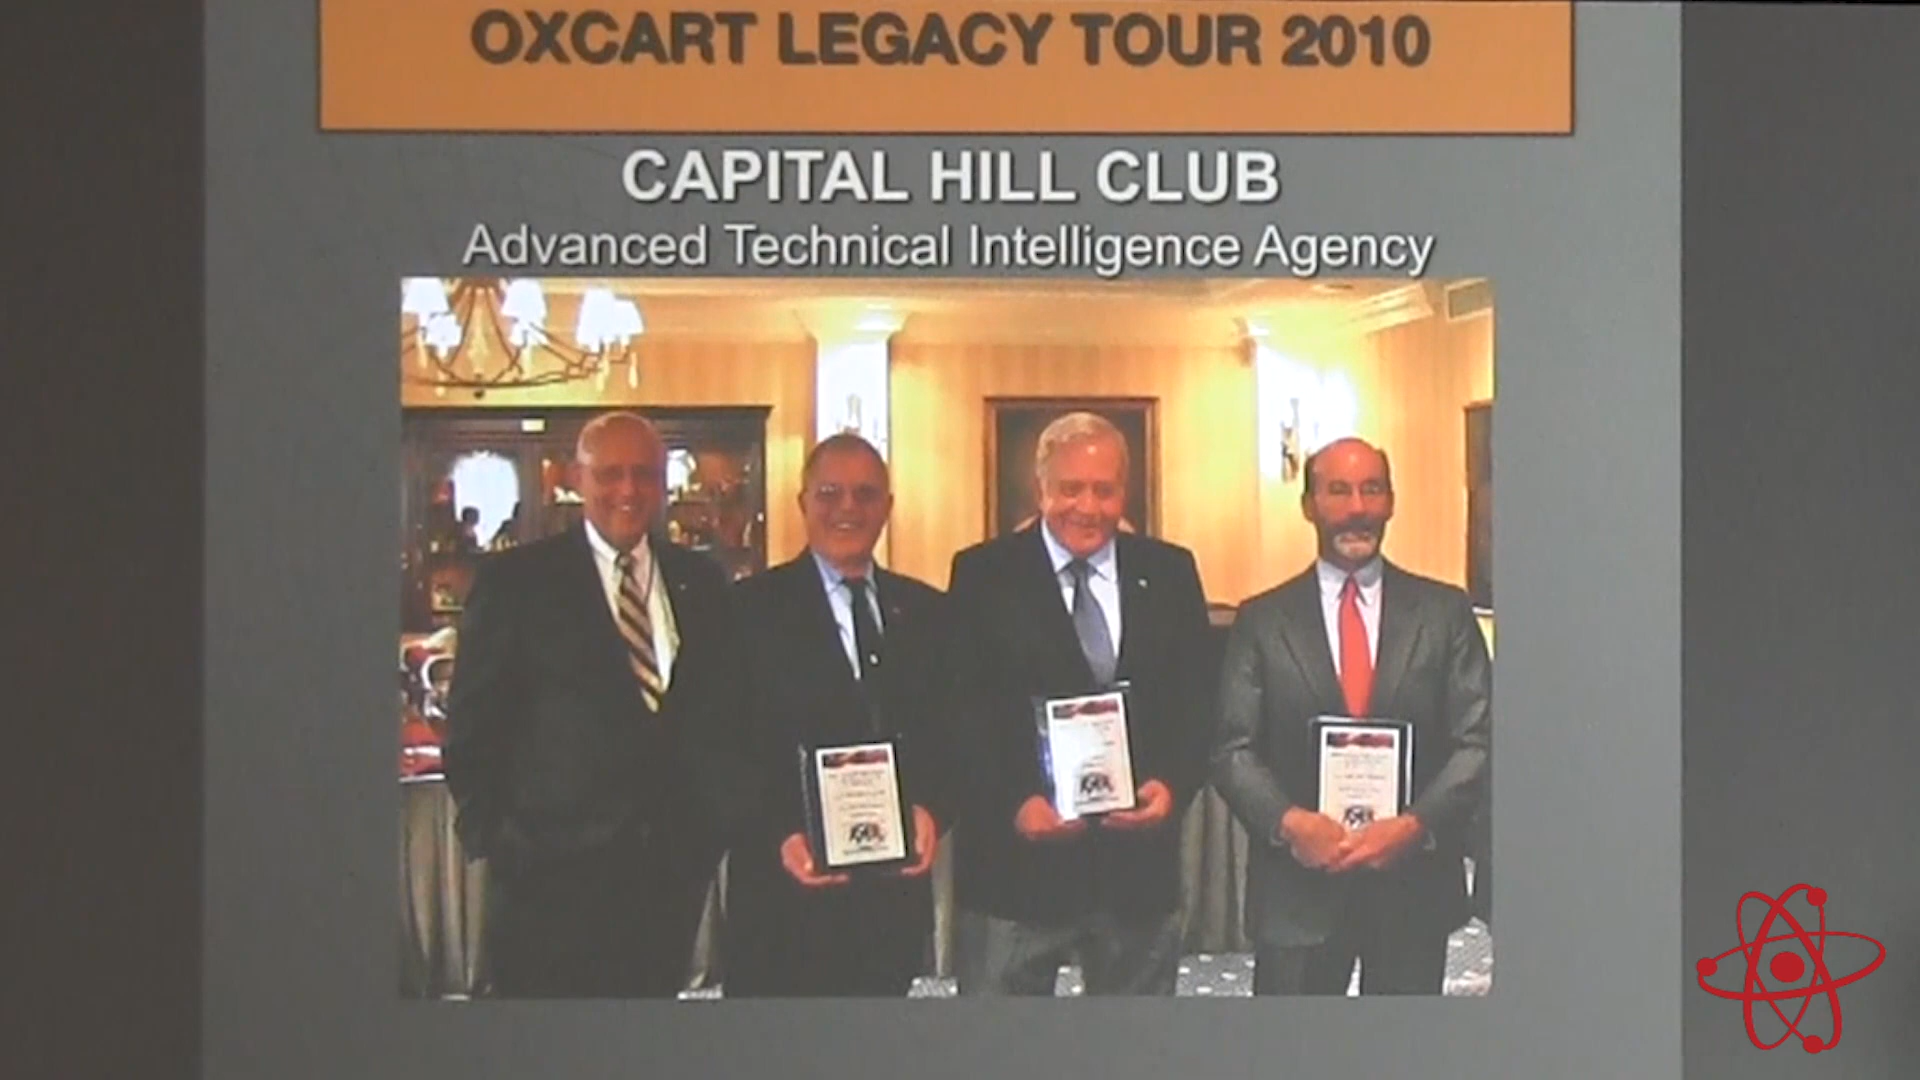 OXCART LEGACY TOUR 2010
CAPITAL HILL CLUB
Advanced Technical Intelligence Agency